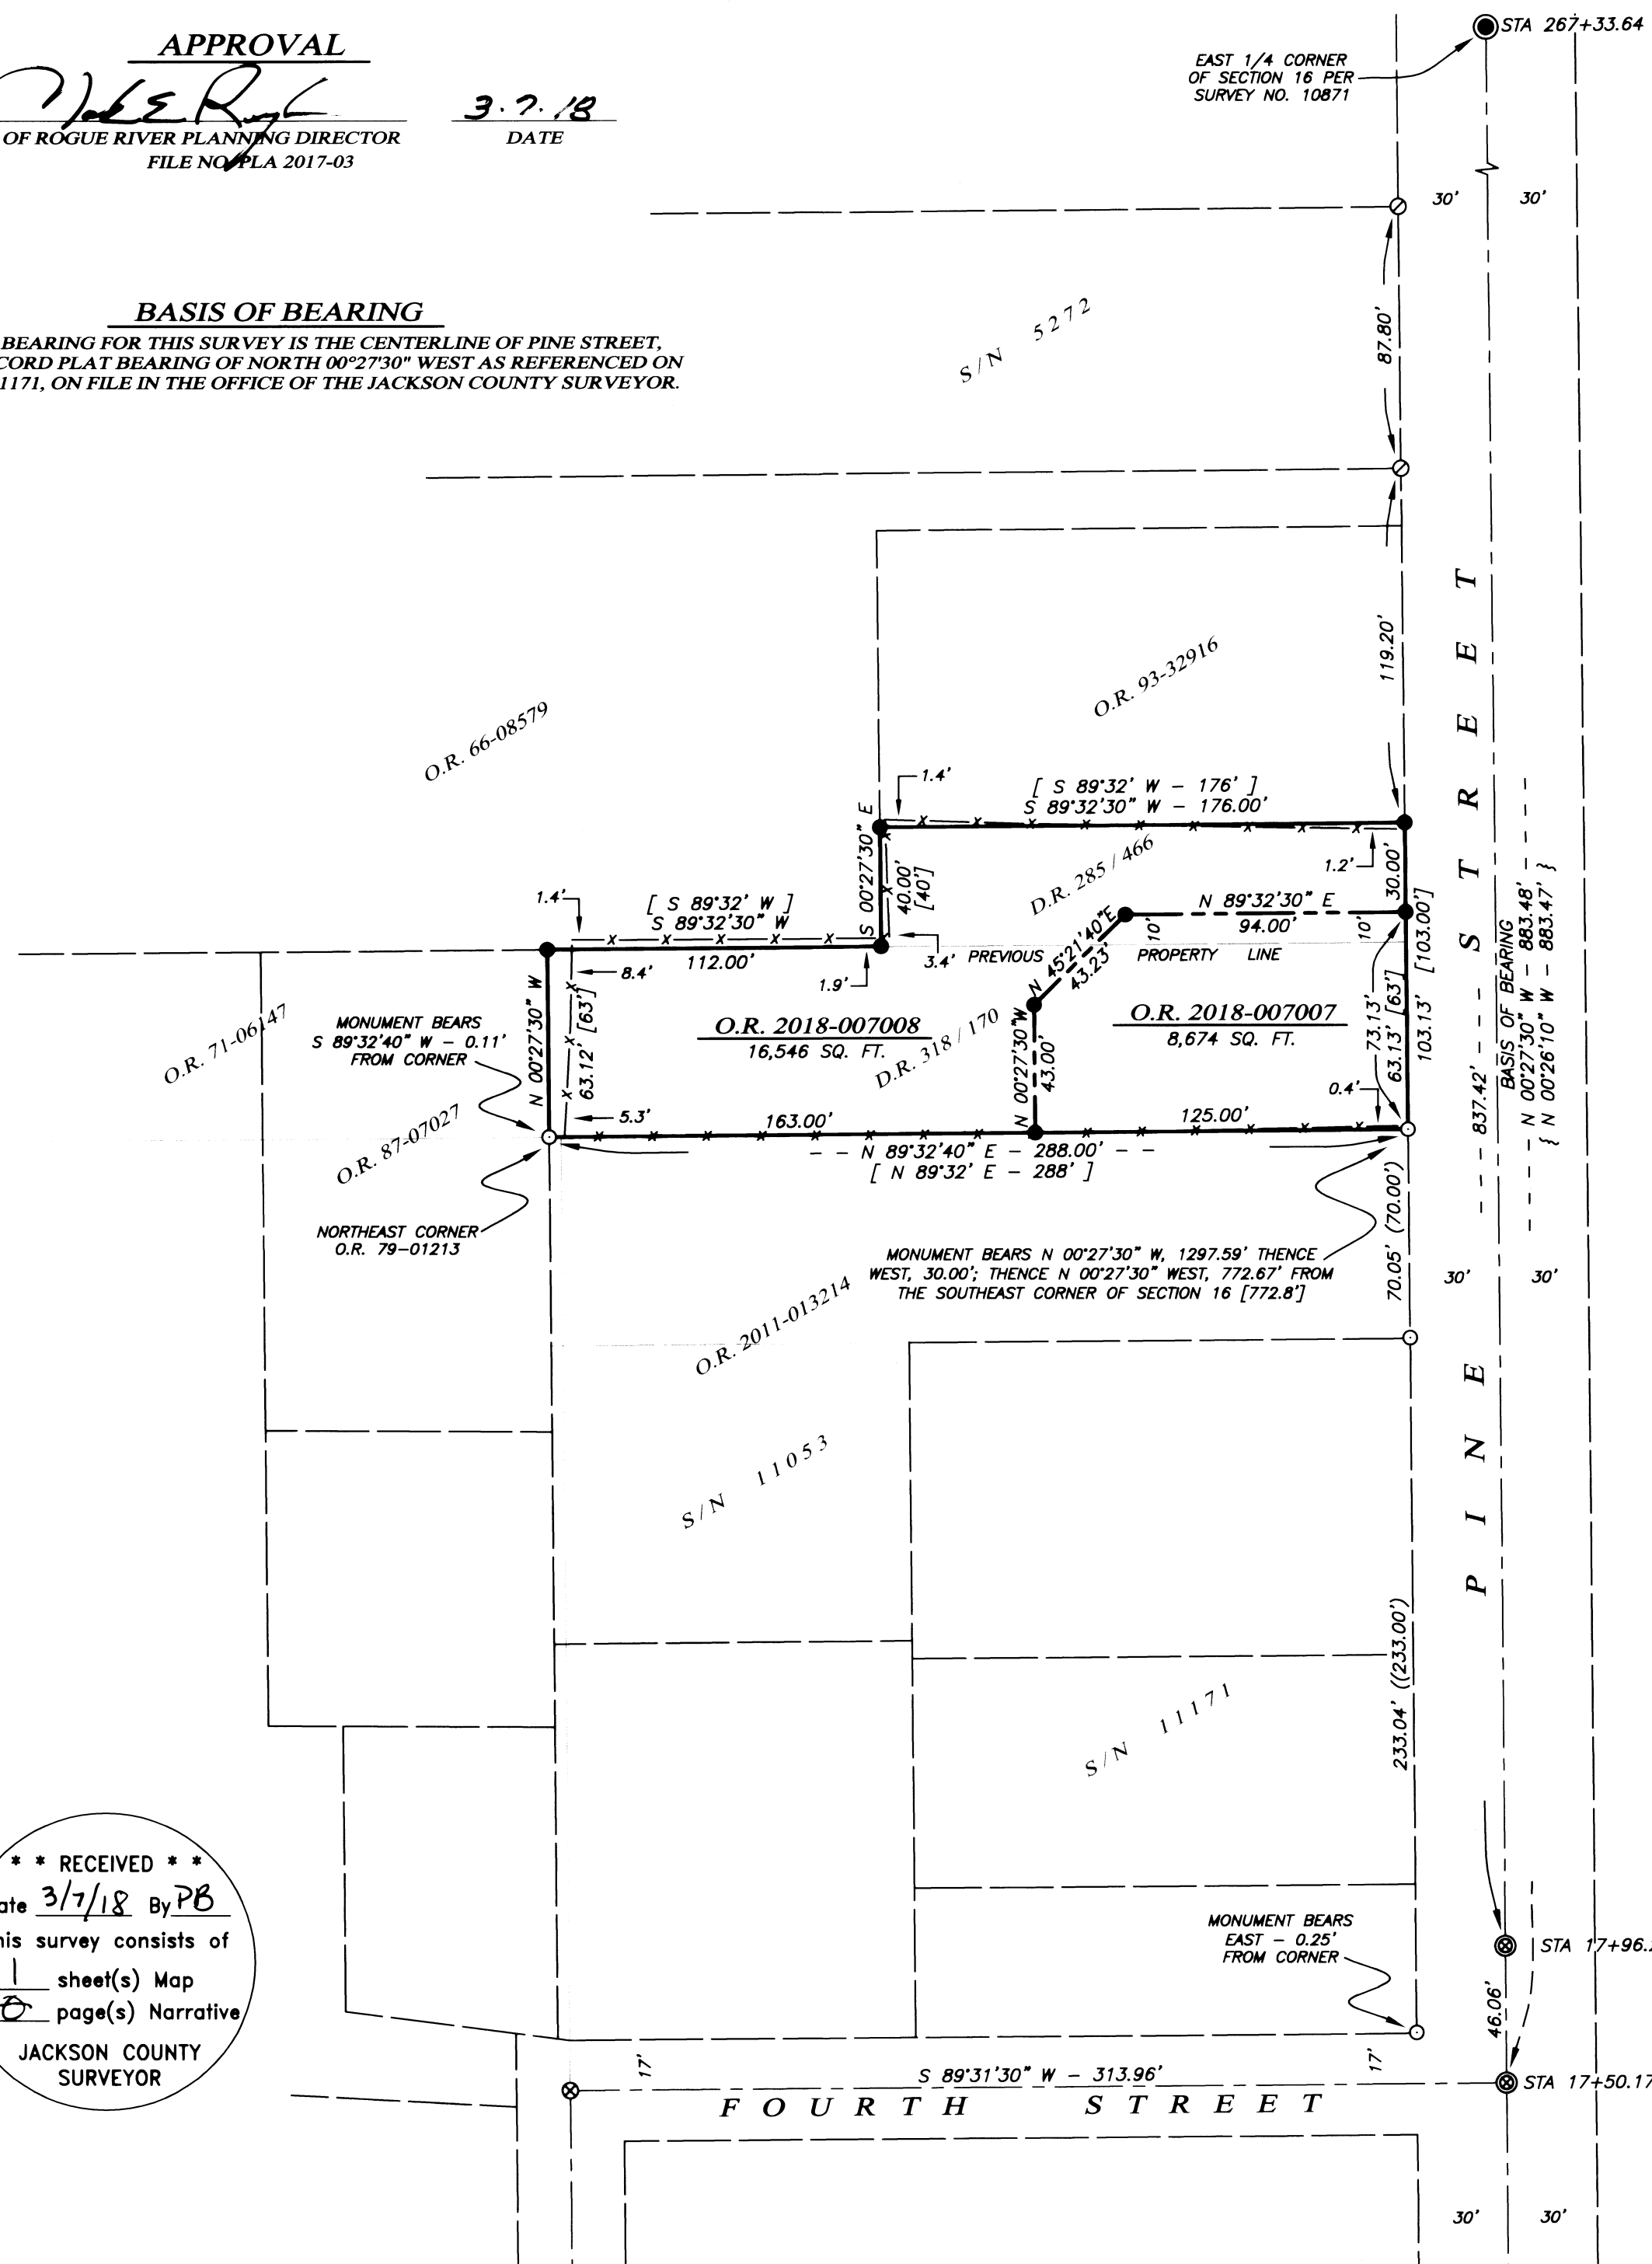 APPROVAL
3.7.18
OF ROGUE RIVER PLANNING DIRECTOR
DATE
FILE NO. PLA 2017-03
STA 267+33.64
EAST 1/4 CORNER
OF SECTION 16 PER
SURVEY NO. 10871
30' 30'
BASIS OF BEARING
BEARING FOR THIS SURVEY IS THE CENTERLINE OF PINE STREET,
CORD PLAT BEARING OF NORTH 00°27'30" WEST AS REFERENCED ON
1171, ON FILE IN THE OFFICE OF THE JACKSON COUNTY SURVEYOR.
S/N 5272
87.80'
119.20'
O.R. 93-32916
O.R. 66-08579
1.4'
[ S 89°32' W - 176' ]
S 89°32'30" W - 176.00'
S 00°27'30" E
40.00'
[40']
D.R. 285 / 466
1.2'
30.00'
1.4'
[ S 89°32' W ]
S 89°32'30" W
112.00'
8.4'
1.9'
3.4'
N 89°32'30" E
94.00'
10'
10'
PREVIOUS PROPERTY LINE
N 45°21'40" E
43.23'
N 00°27'30" W
63.12' [63']
O.R. 71-06147
MONUMENT BEARS
S 89°32'40" W - 0.11'
FROM CORNER
O.R. 2018-007008
16,546 SQ. FT.
D.R. 318 / 170
N 00°27'30" W
43.00'
O.R. 2018-007007
8,674 SQ. FT.
73.13'
63.13' [63']
103.13' [103.00']
0.4'
5.3'
163.00'
125.00'
- - N 89°32'40" E - 288.00' - -
[ N 89°32' E - 288' ]
O.R. 87-07027
NORTHEAST CORNER
O.R. 79-01213
MONUMENT BEARS N 00°27'30" W, 1297.59' THENCE
WEST, 30.00'; THENCE N 00°27'30" WEST, 772.67' FROM
THE SOUTHEAST CORNER OF SECTION 16 [772.8']
70.05' (70.00')
30' 30'
- - - 837.42' - - -
BASIS OF BEARING
- - - N 00°27'30" W - 883.48' - - - -
{ N 00°26'10" W - 883.47' }
PINE STREET
O.R. 2011-013214
S/N 11053
233.04' ((233.00')
S/N 11171
* * RECEIVED * *
ate 3/7/18 By PB
his survey consists of
1 sheet(s) Map
0 page(s) Narrative
JACKSON COUNTY
SURVEYOR
MONUMENT BEARS
EAST - 0.25'
FROM CORNER
STA 17+96.2
46.06'
17'
17'
S 89°31'30" W - 313.96'
STA 17+50.17
FOURTH STREET
30' 30'